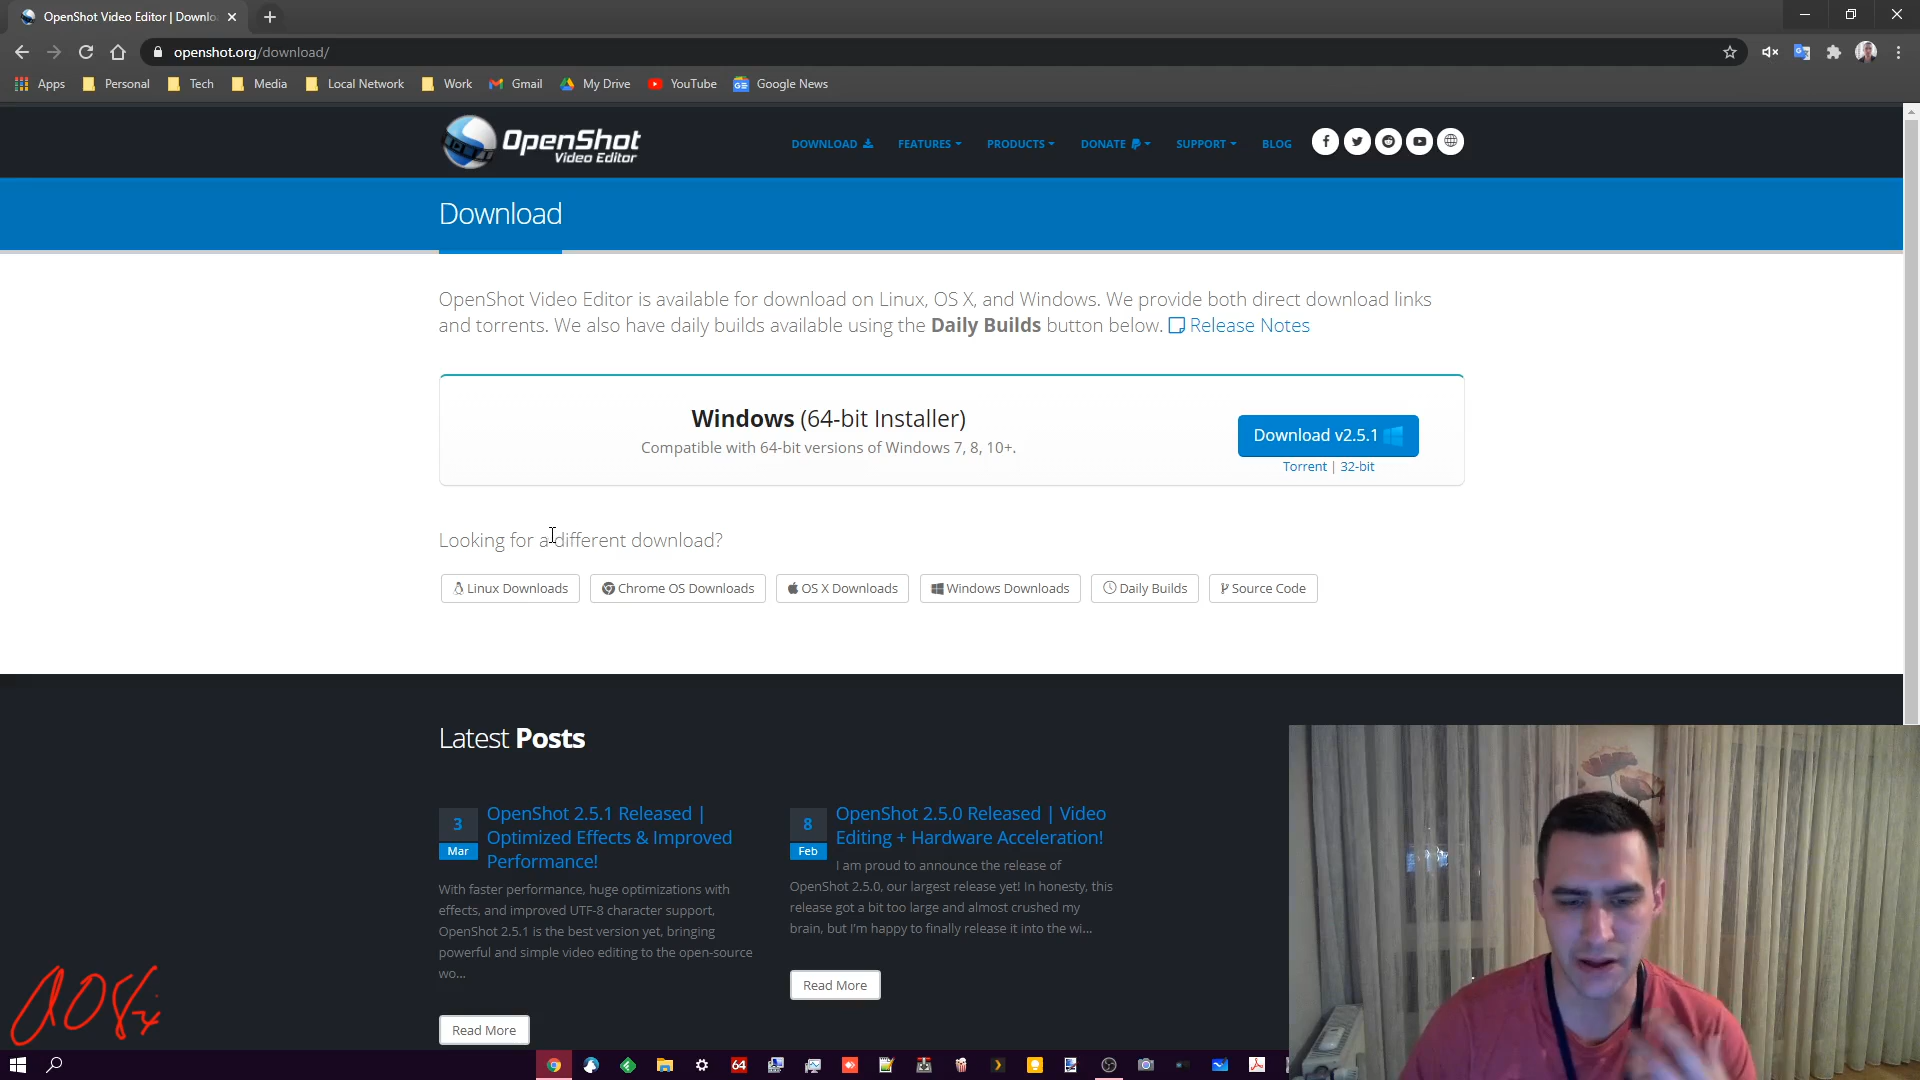 OpenShot Video Editor | Downlo
openshot.org/download/
Apps Personal Tech Media Local Network Work Gmail My Drive YouTube Google News
OpenShot
Video Editor
DOWNLOAD FEATURES PRODUCTS DONATE SUPPORT BLOG
Download
OpenShot Video Editor is available for download on Linux, OS X, and Windows. We provide both direct download links
and torrents. We also have daily builds available using the Daily Builds button below. Release Notes
Windows (64-bit Installer)
Compatible with 64-bit versions of Windows 7, 8, 10+.
Download v2.5.1
Torrent | 32-bit
Looking for a different download?
Linux Downloads Chrome OS Downloads OS X Downloads Windows Downloads Daily Builds Source Code
Latest Posts
3
Mar
OpenShot 2.5.1 Released |
Optimized Effects & Improved
Performance!
With faster performance, huge optimizations with
effects, and improved UTF-8 character support,
OpenShot 2.5.1 is the best version yet, bringing
powerful and simple video editing to the open-source
wo...
Read More
8
Feb
OpenShot 2.5.0 Released | Video
Editing + Hardware Acceleration!
I am proud to announce the release of
OpenShot 2.5.0, our largest release yet! In honesty, this
release got a bit too large and almost crushed my
brain, but I'm happy to finally release it into the wi...
Read More
64